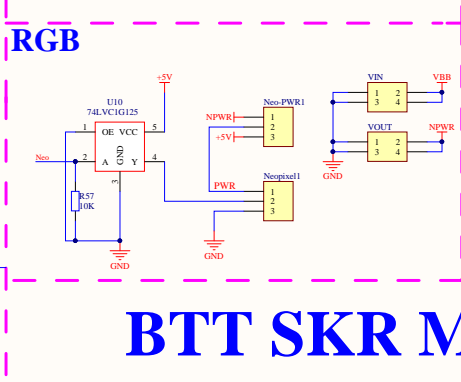 RGB
+5V
U10
74LVC1G125
1 OE VCC 5
Neo 2 A GND Y 4
3
R57
10K
GND
Neo-PWR1
NPWR 1
2
+5V 3
PWR Neopixel1
1
2
3
GND
VIN VBB
1 2
3 4
VOUT NPWR
1 2
3 4
GND
BTT SKR M